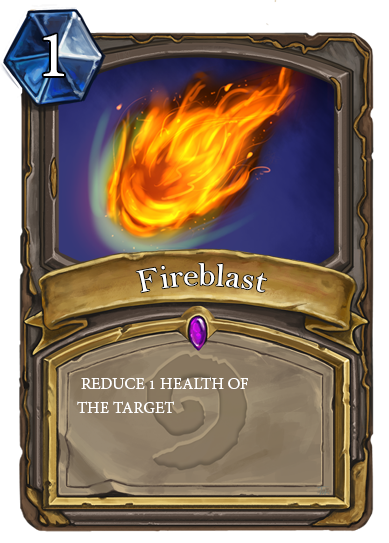 1
Fireblast
REDUCE 1 HEALTH OF
THE TARGET